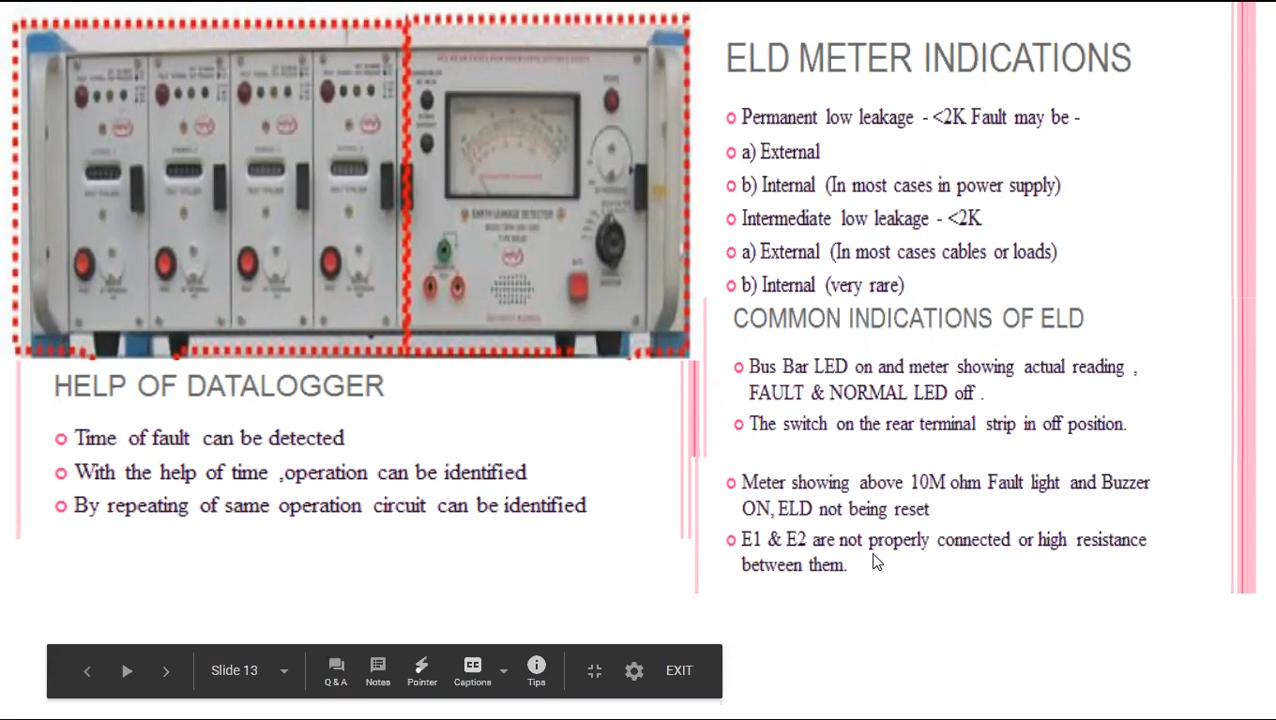 EARTH LEAKAGE DETECTOR
HELP OF DATALOGGER
Time of fault can be detected
With the help of time ,operation can be identified
By repeating of same operation circuit can be identified
ELD METER INDICATIONS
Permanent low leakage - <2K Fault may be -
a) External
b) Internal (In most cases in power supply)
Intermediate low leakage - <2K
a) External (In most cases cables or loads)
b) Internal (very rare)
COMMON INDICATIONS OF ELD
Bus Bar LED on and meter showing actual reading ,
FAULT & NORMAL LED off .
The switch on the rear terminal strip in off position.
Meter showing above 10M ohm Fault light and Buzzer
ON, ELD not being reset
E1 & E2 are not properly connected or high resistance
between them.
Slide 13
Q & A
Notes
Pointer
CC
Captions
Tips
EXIT